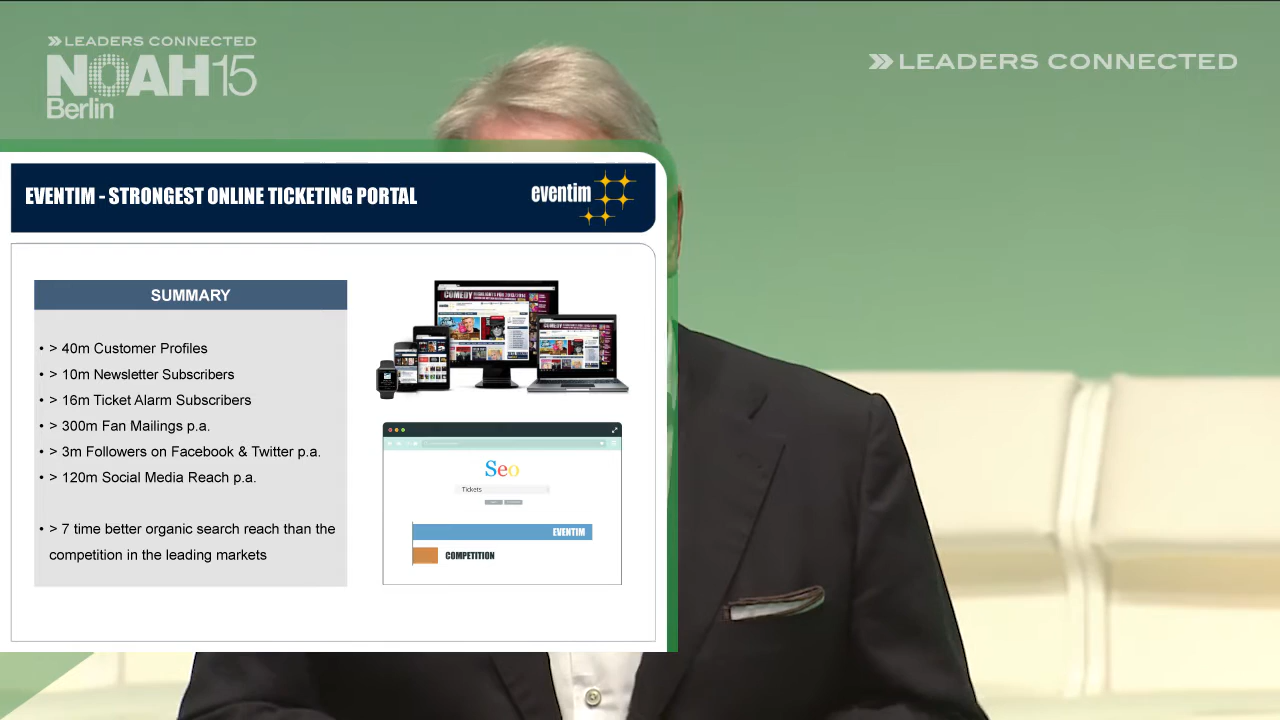 LEADERS CONNECTED
NOAH15
Berlin
LEADERS CONNECTED
EVENTIM - STRONGEST ONLINE TICKETING PORTAL
eventim
SUMMARY
• > 40m Customer Profiles
• > 10m Newsletter Subscribers
• > 16m Ticket Alarm Subscribers
• > 300m Fan Mailings p.a.
• > 3m Followers on Facebook & Twitter p.a.
• > 120m Social Media Reach p.a.
• > 7 time better organic search reach than the
competition in the leading markets
COMEDY
Seo
Tickets
EVENTIM
COMPETITION